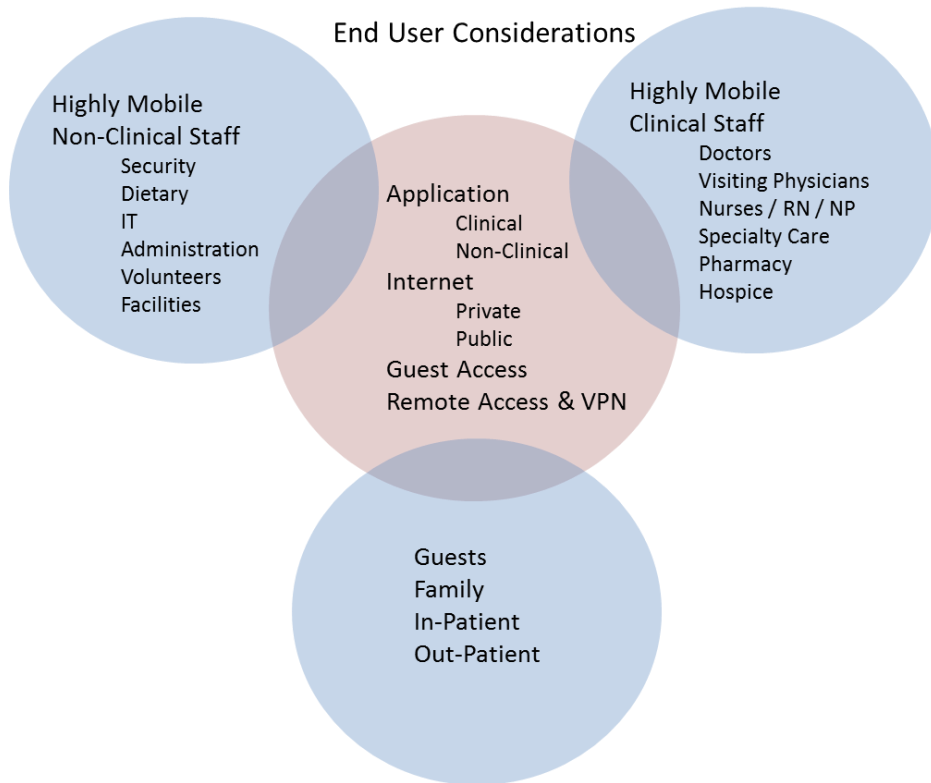 End User Considerations
Highly Mobile
Non-Clinical Staff
Security
Dietary
IT
Administration
Volunteers
Facilities
Application
Clinical
Non-Clinical
Internet
Private
Public
Guest Access
Remote Access & VPN
Highly Mobile
Clinical Staff
Doctors
Visiting Physicians
Nurses / RN / NP
Specialty Care
Pharmacy
Hospice
Guests
Family
In-Patient
Out-Patient